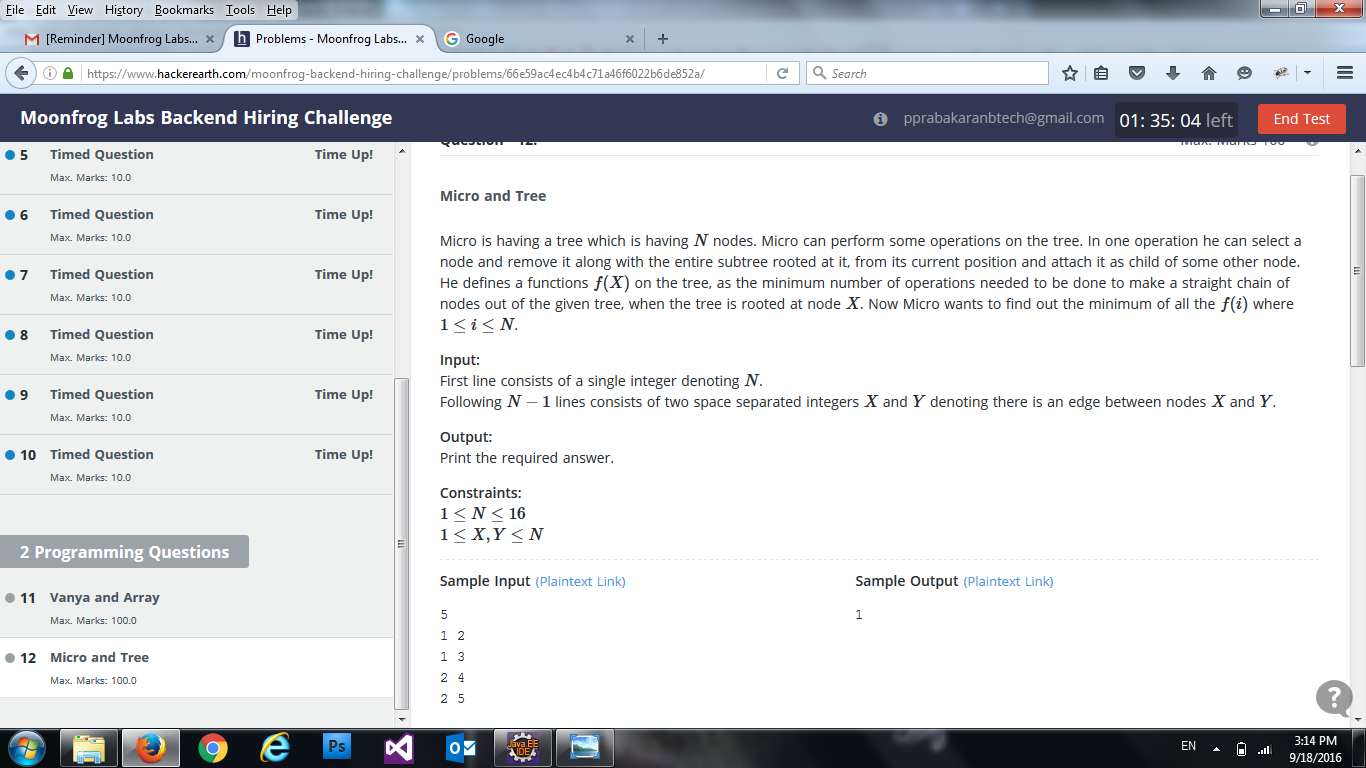 File Edit View History Bookmarks Tools Help
[Reminder] Moonfrog Labs...
Problems - Moonfrog Labs...
Google
https://www.hackerearth.com/moonfrog-backend-hiring-challenge/problems/66e59ac4ec4b4c71a46f6022b6de852a/
Search
Moonfrog Labs Backend Hiring Challenge
pprabakaranbtech@gmail.com
01: 35: 04 left
End Test
5 Timed Question Time Up!
Max. Marks: 10.0
6 Timed Question Time Up!
Max. Marks: 10.0
7 Timed Question Time Up!
Max. Marks: 10.0
8 Timed Question Time Up!
Max. Marks: 10.0
9 Timed Question Time Up!
Max. Marks: 10.0
10 Timed Question Time Up!
Max. Marks: 10.0
2 Programming Questions
11 Vanya and Array
Max. Marks: 100.0
12 Micro and Tree
Max. Marks: 100.0
Micro and Tree
Micro is having a tree which is having N nodes. Micro can perform some operations on the tree. In one operation he can select a
node and remove it along with the entire subtree rooted at it, from its current position and attach it as child of some other node.
He defines a functions f(X) on the tree, as the minimum number of operations needed to be done to make a straight chain of
nodes out of the given tree, when the tree is rooted at node X. Now Micro wants to find out the minimum of all the f(i) where
1 ≤ i ≤ N.
Input:
First line consists of a single integer denoting N.
Following N − 1 lines consists of two space separated integers X and Y denoting there is an edge between nodes X and Y.
Output:
Print the required answer.
Constraints:
1 ≤ N ≤ 16
1 ≤ X, Y ≤ N
Sample Input (Plaintext Link)
5
1 2
1 3
2 4
2 5
Sample Output (Plaintext Link)
1
?
Ps
Java EE
IDE
EN
3:14 PM
9/18/2016